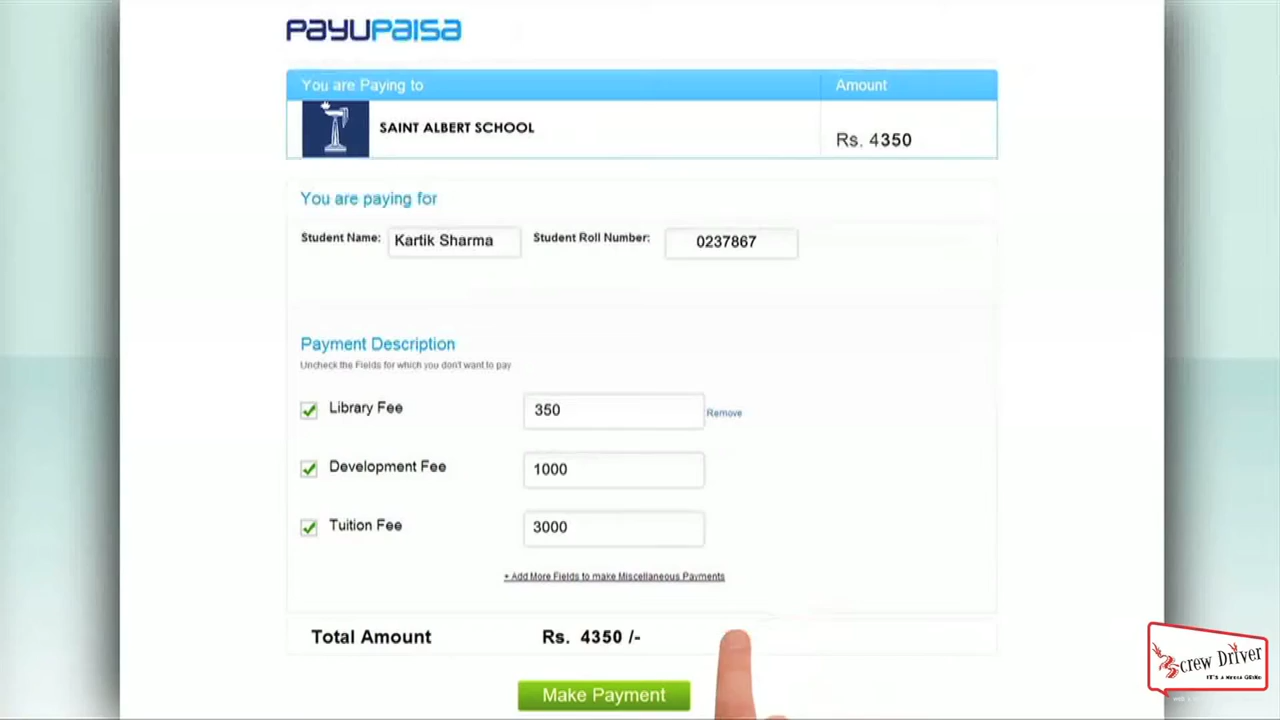 PayUPaisa
You are Paying to Amount
SAINT ALBERT SCHOOL
Rs. 4350
You are paying for
Student Name: Kartik Sharma Student Roll Number: 0237867
Payment Description
Uncheck the Fields for which you don't want to pay
Library Fee 350 Remove
Development Fee 1000
Tuition Fee 3000
+ Add More Fields to make Miscellaneous Payments
Total Amount Rs. 4350 /-
Make Payment
Screw Driver
IT'S A MEDIA GRIND